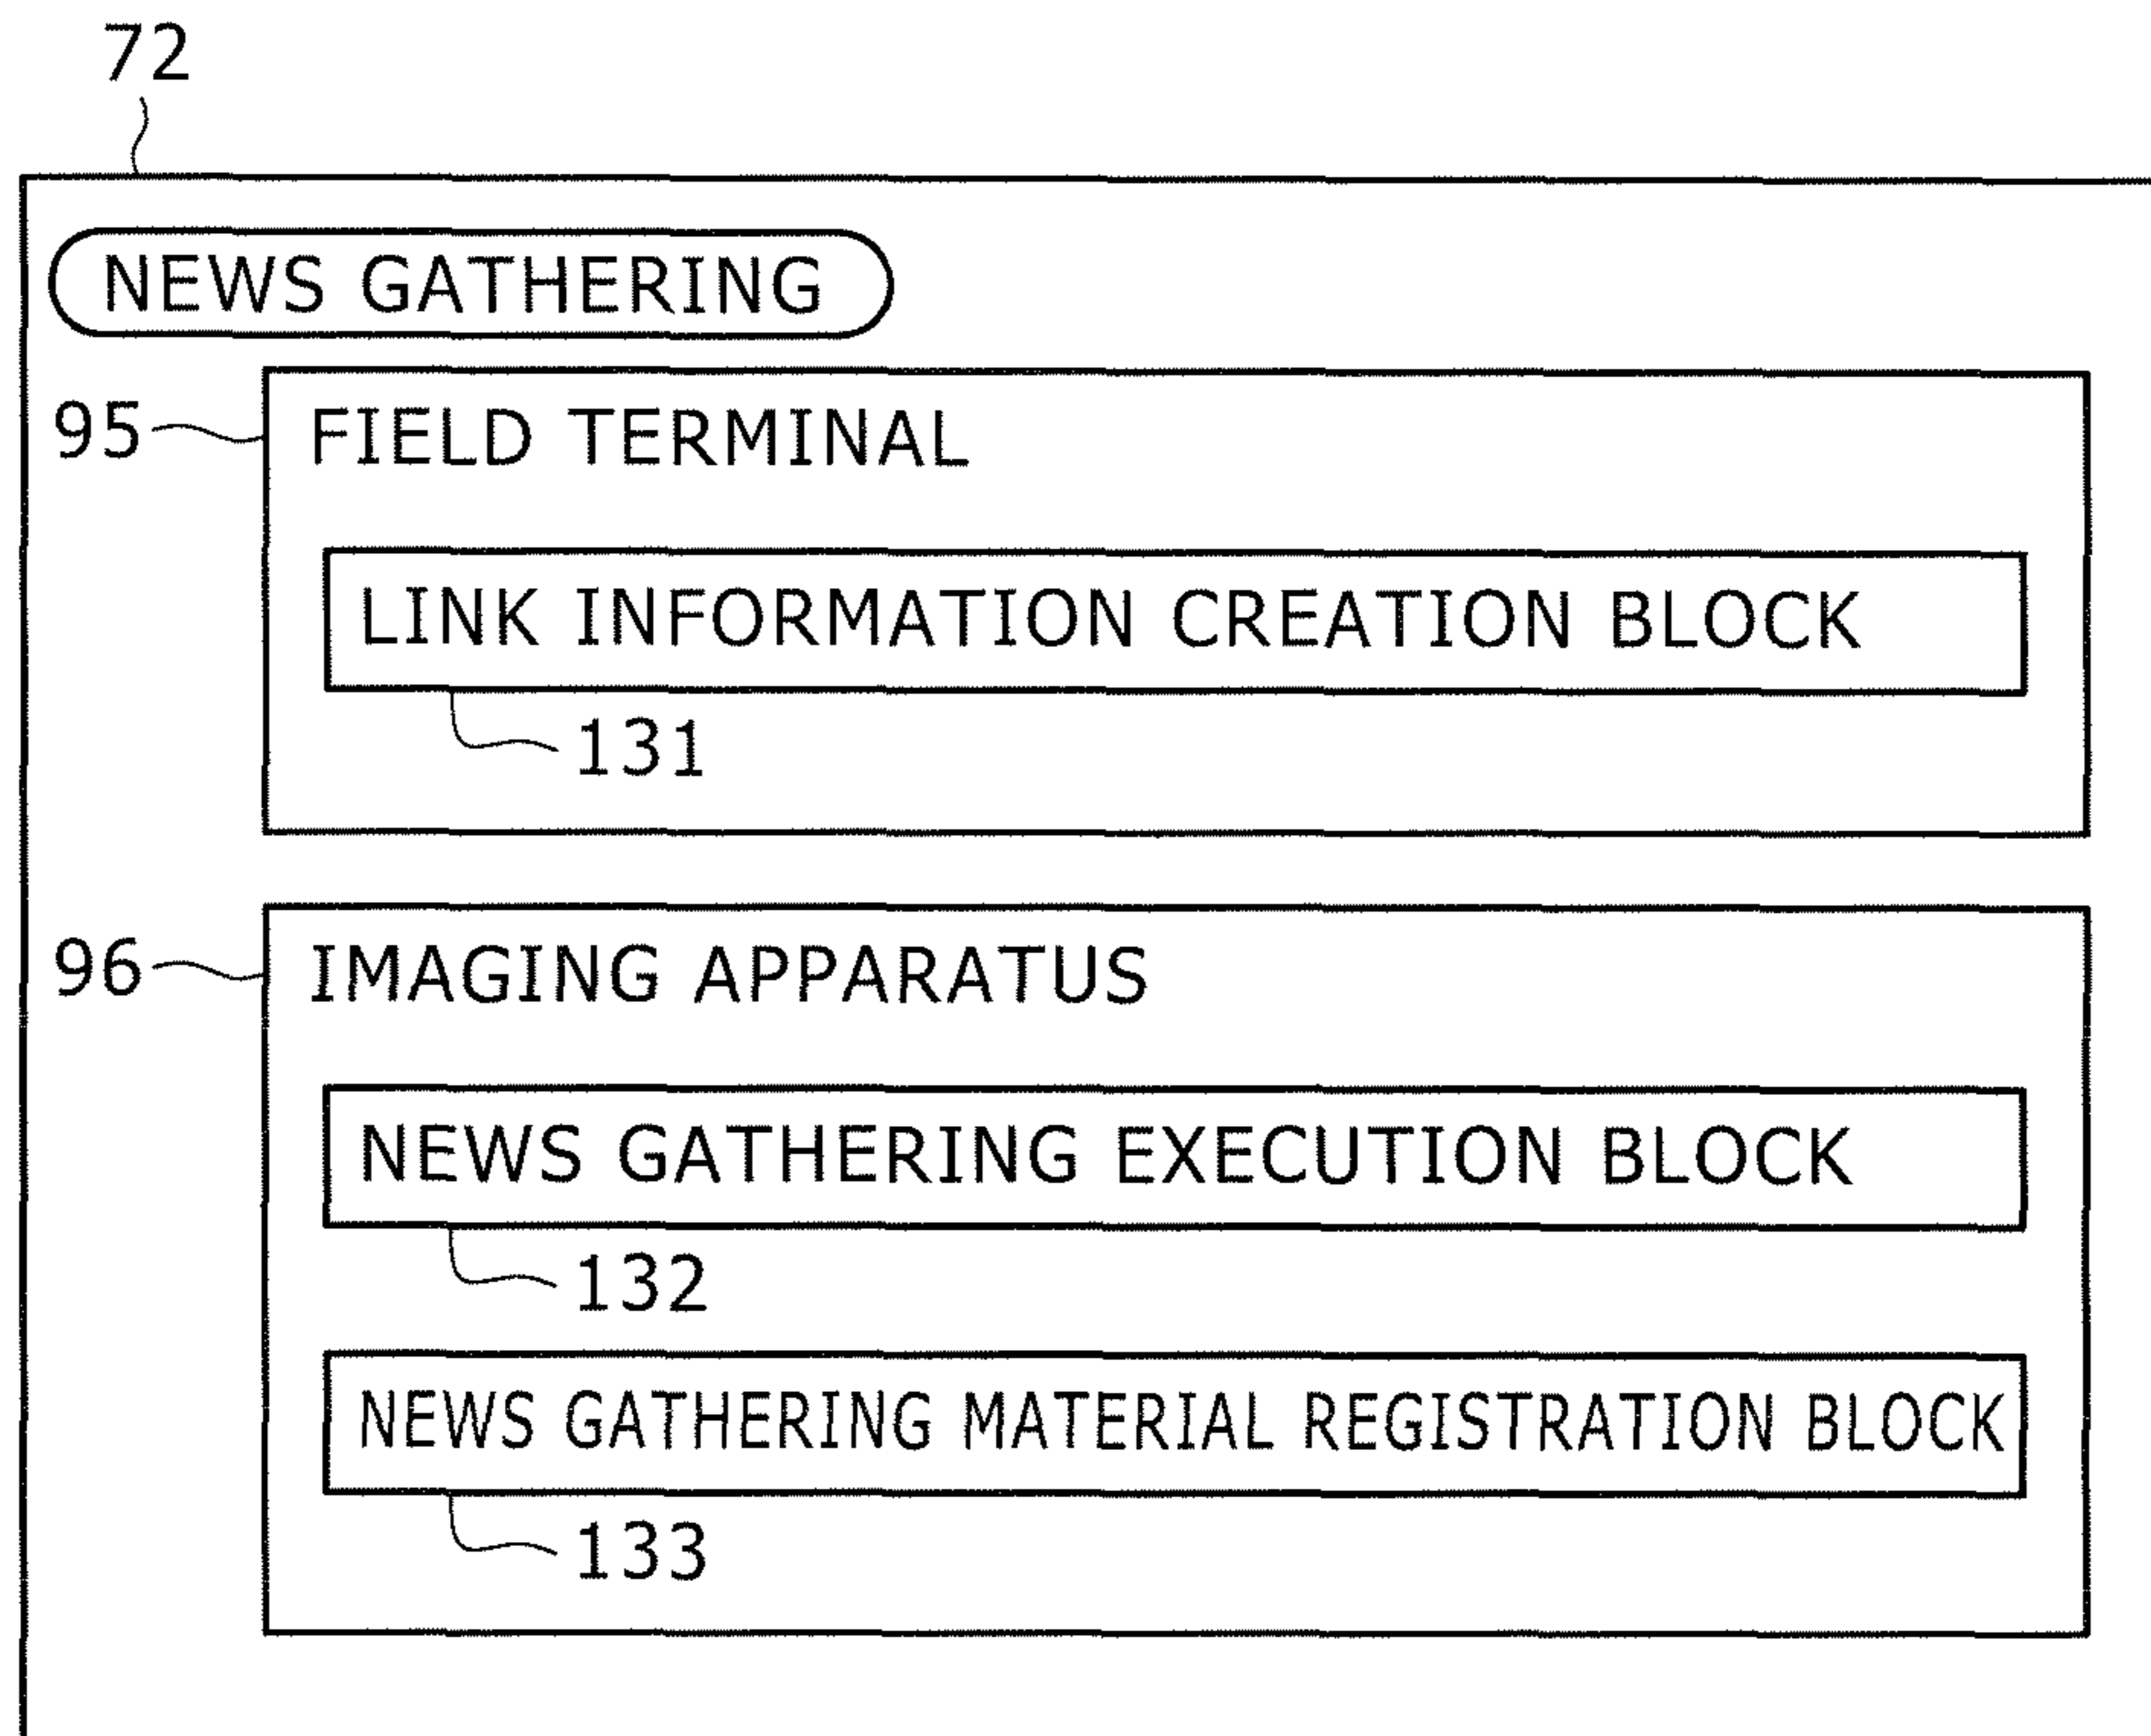 72
NEWS GATHERING
95 FIELD TERMINAL
LINK INFORMATION CREATION BLOCK
131
96 IMAGING APPARATUS
NEWS GATHERING EXECUTION BLOCK
132
NEWS GATHERING MATERIAL REGISTRATION BLOCK
133